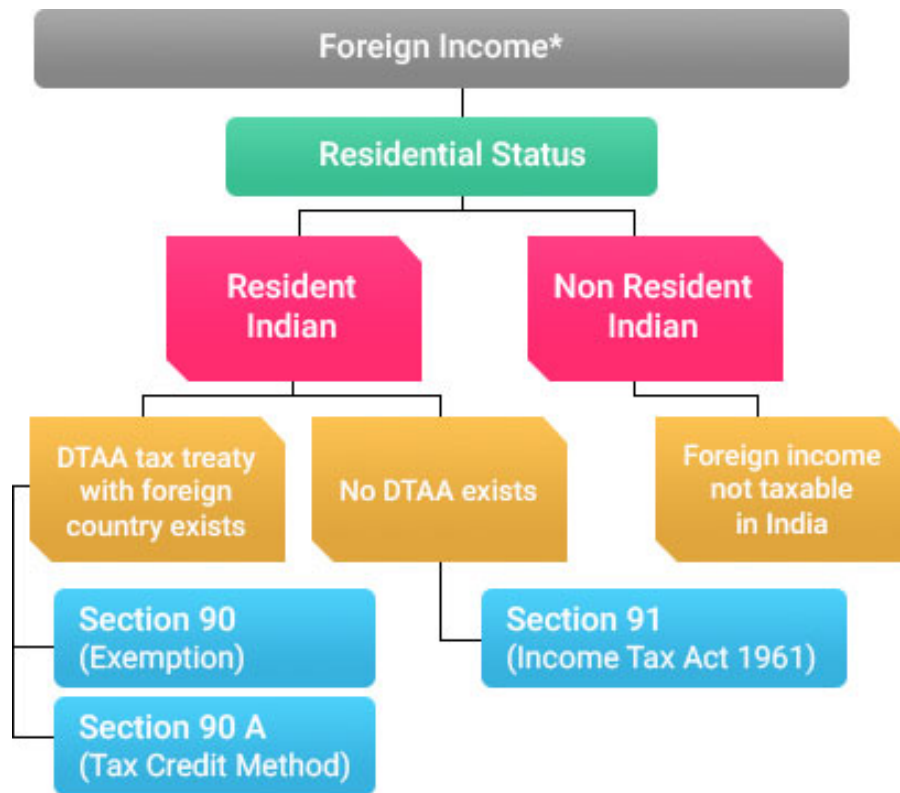 Foreign Income*
Residential Status
Resident
Indian
Non Resident
Indian
DTAA tax treaty
with foreign
country exists
No DTAA exists
Foreign income
not taxable
in India
Section 90
(Exemption)
Section 91
(Income Tax Act 1961)
Section 90 A
(Tax Credit Method)